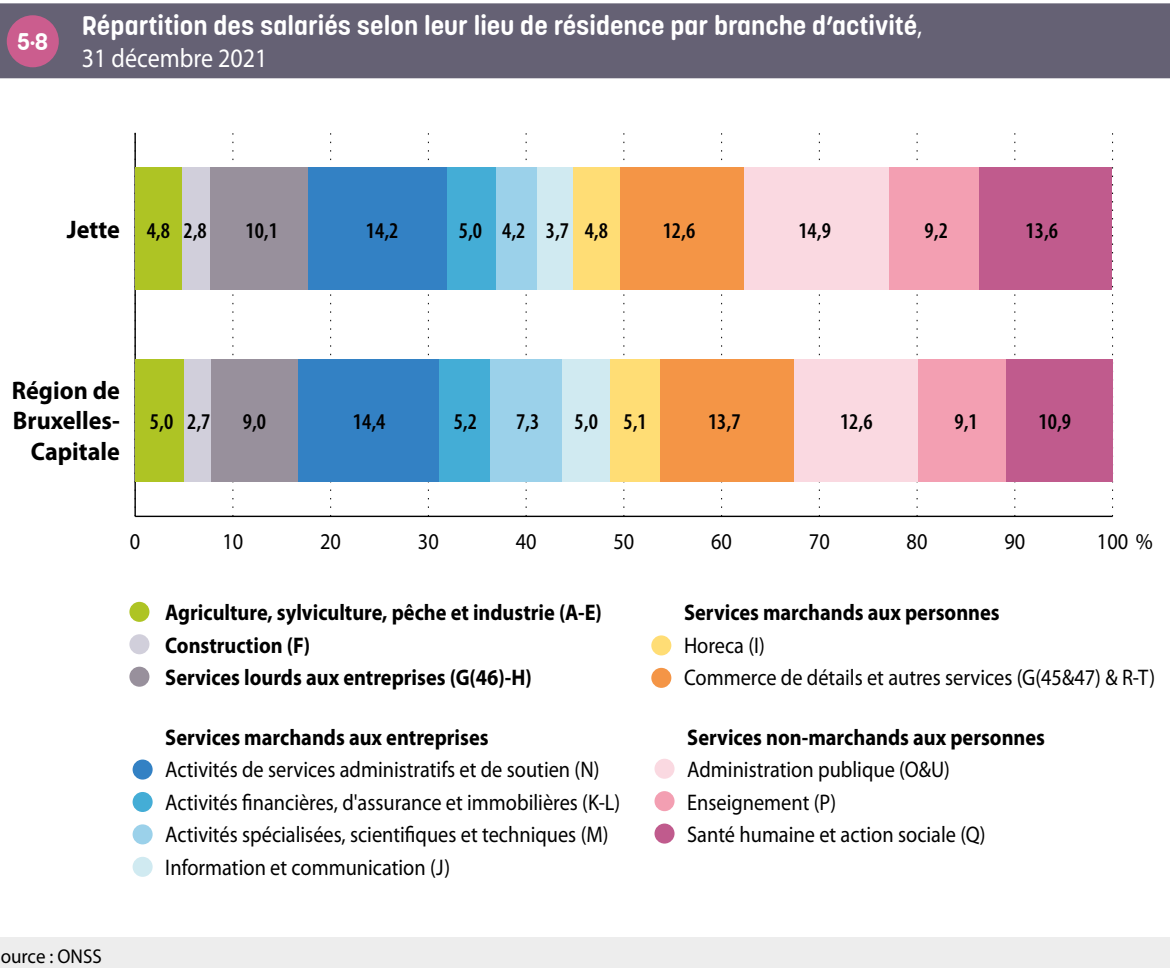 5·8
Répartition des salariés selon leur lieu de résidence par branche d'activité,
31 décembre 2021
Jette
4,8 2,8 10,1 14,2 5,0 4,2 3,7 4,8 12,6 14,9 9,2 13,6
Région de
Bruxelles-
Capitale
5,0 2,7 9,0 14,4 5,2 7,3 5,0 5,1 13,7 12,6 9,1 10,9
0 10 20 30 40 50 60 70 80 90 100 %
Agriculture, sylviculture, pêche et industrie (A-E)
Construction (F)
Services lourds aux entreprises (G(46)-H)
Services marchands aux entreprises
Activités de services administratifs et de soutien (N)
Activités financières, d'assurance et immobilières (K-L)
Activités spécialisées, scientifiques et techniques (M)
Information et communication (J)
Services marchands aux personnes
Horeca (I)
Commerce de détails et autres services (G(45&47) & R-T)
Services non-marchands aux personnes
Administration publique (O&U)
Enseignement (P)
Santé humaine et action sociale (Q)
ource : ONSS